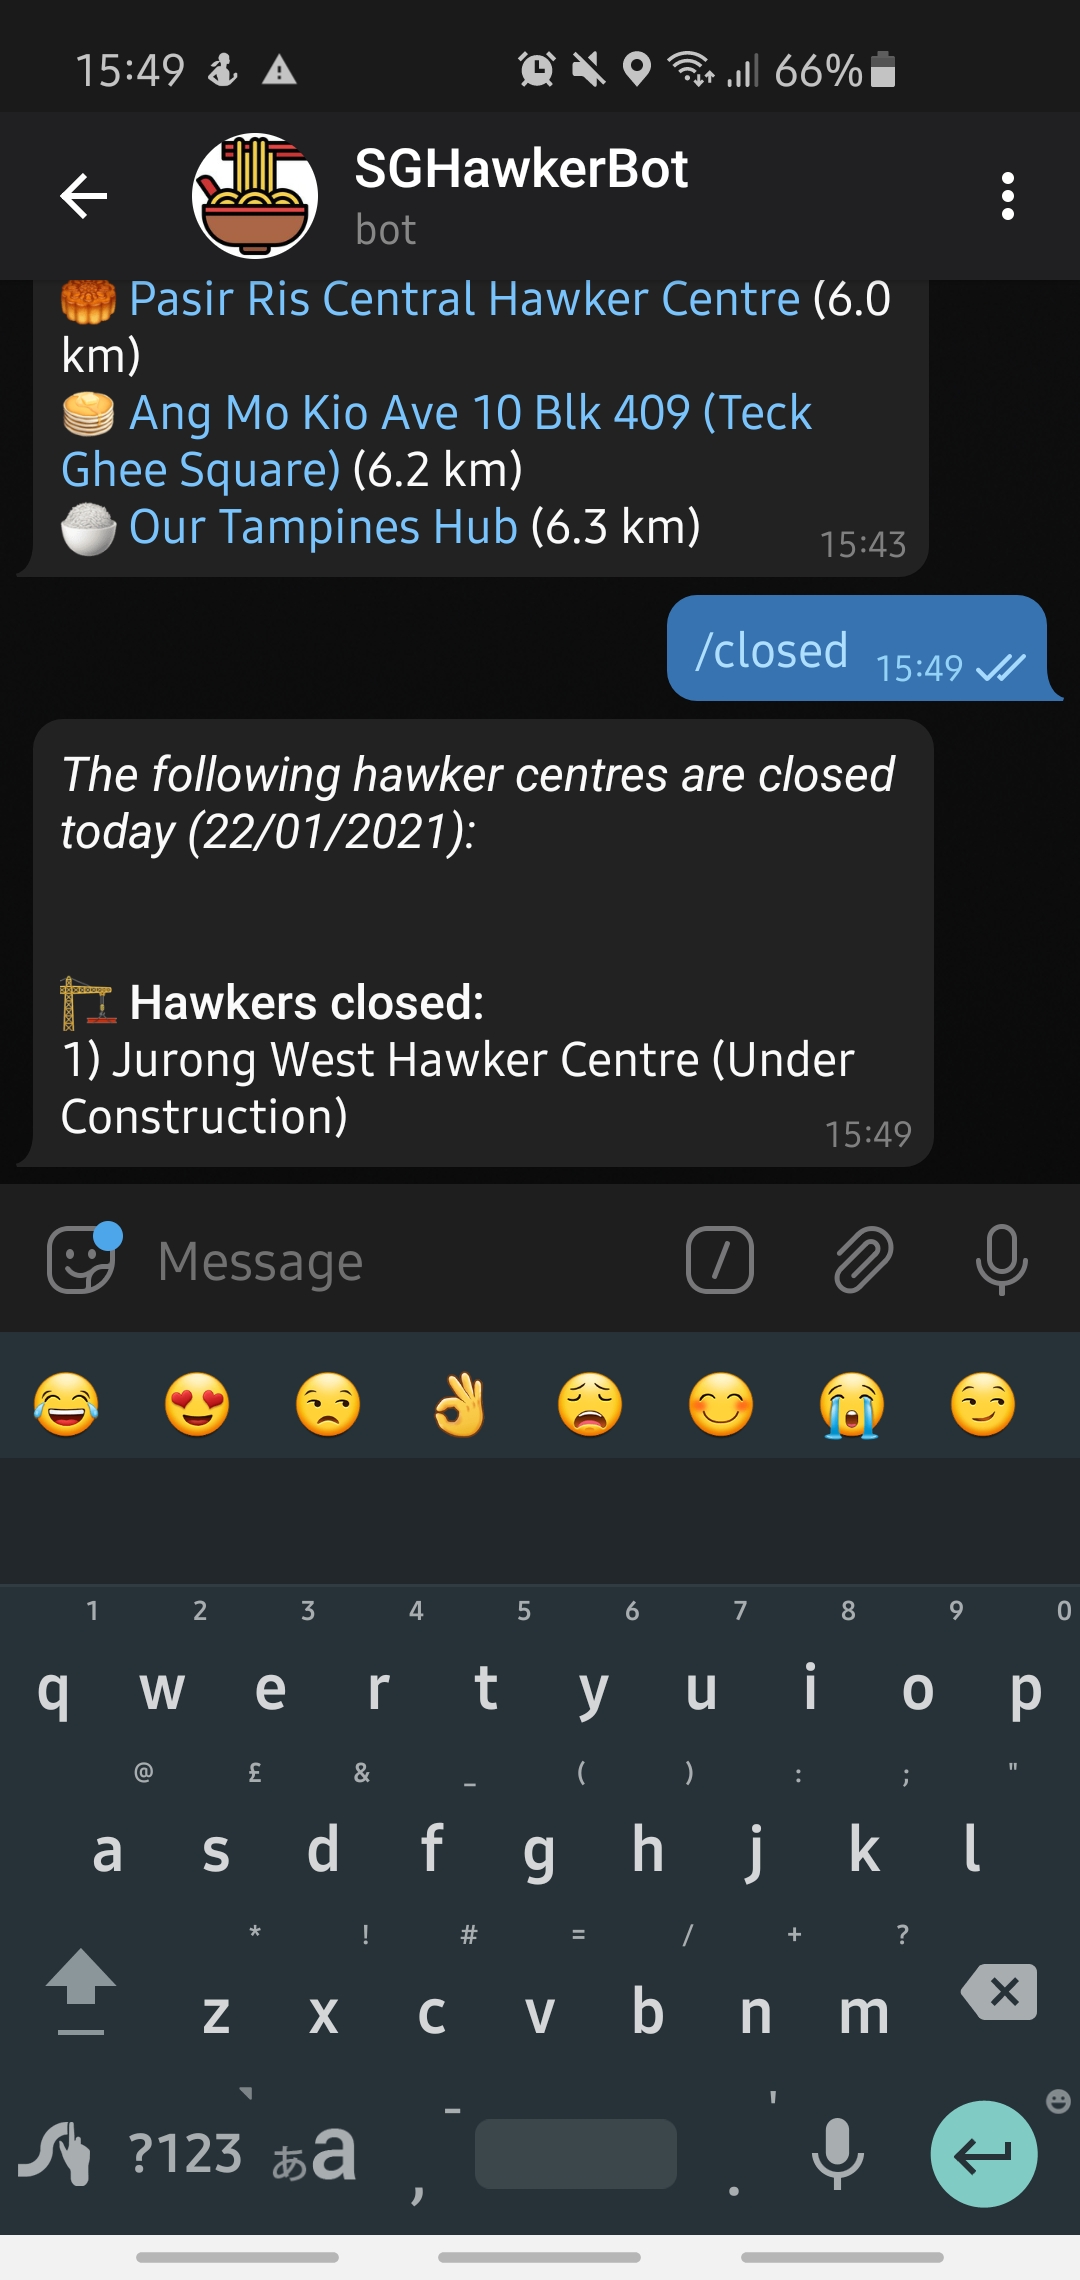 15:49 66%
SGHawkerBot
bot
Pasir Ris Central Hawker Centre (6.0
km)
Ang Mo Kio Ave 10 Blk 409 (Teck
Ghee Square) (6.2 km)
Our Tampines Hub (6.3 km) 15:43
/closed 15:49
The following hawker centres are closed
today (22/01/2021):
Hawkers closed:
1) Jurong West Hawker Centre (Under
Construction) 15:49
Message
1 2 3 4 5 6 7 8 9 0
q w e r t y u i o p
@ £ & _ ( ) : ; "
a s d f g h j k l
* ! # = / + ?
z x c v b n m
- '
?123 あa , .